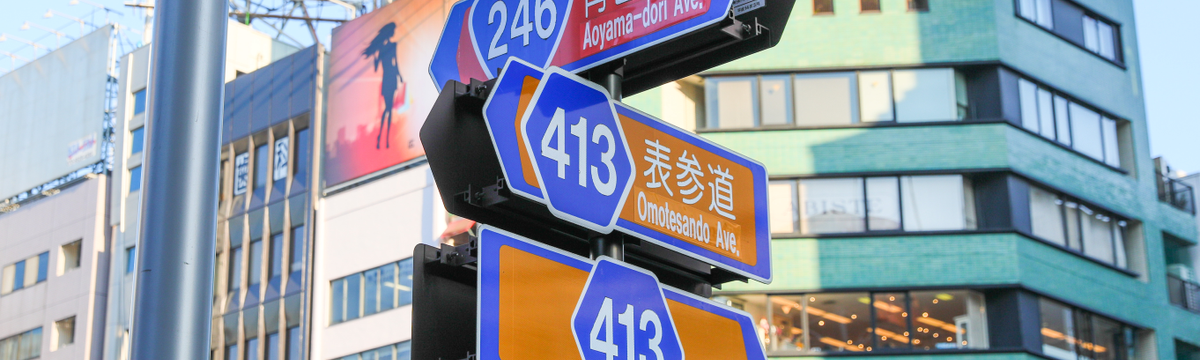 246
Aoyama-dori Ave.
413
表参道
Omotesando Ave.
413